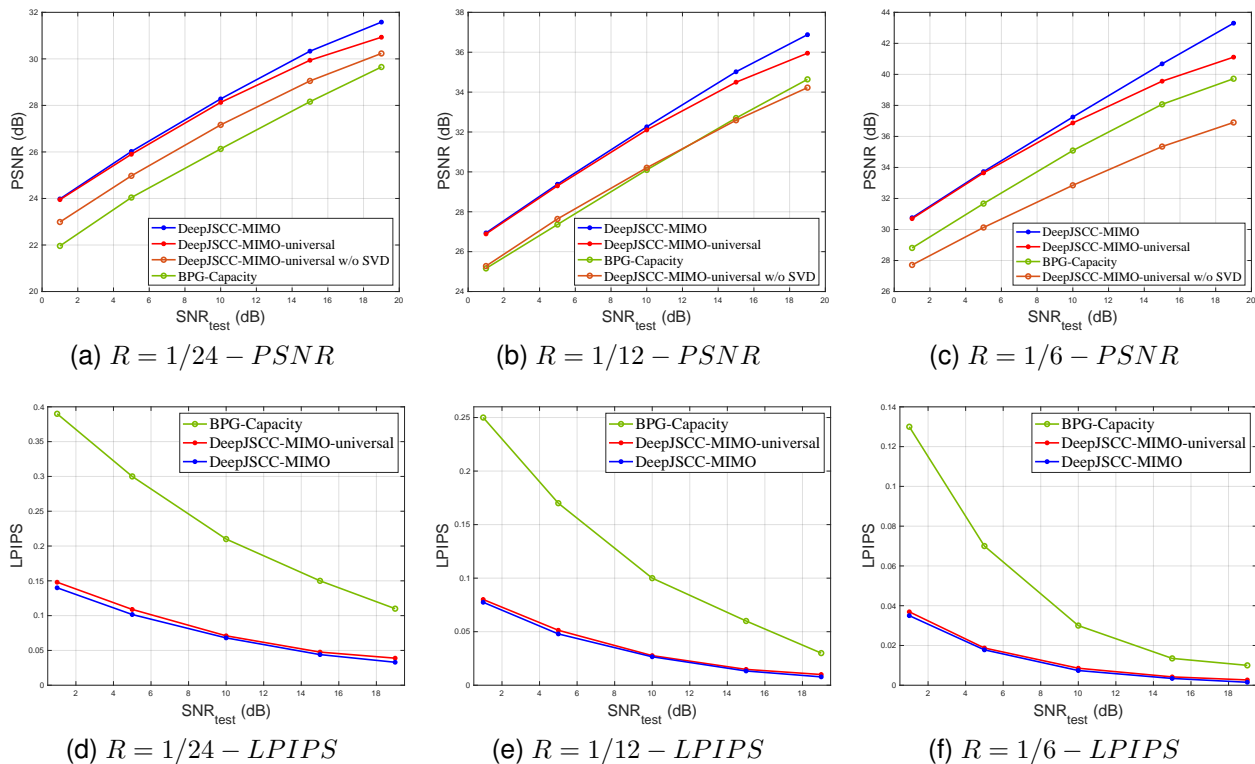 32
30
28
26
24
22
20
PSNR (dB)
DeepJSCC-MIMO
DeepJSCC-MIMO-universal
DeepJSCC-MIMO-universal w/o SVD
BPG-Capacity
0 2 4 6 8 10 12 14 16 18 20
SNR_test (dB)
(a) R = 1/24 − PSNR
38
36
34
32
30
28
26
24
PSNR (dB)
DeepJSCC-MIMO
DeepJSCC-MIMO-universal
BPG-Capacity
DeepJSCC-MIMO-universal w/o SVD
0 2 4 6 8 10 12 14 16 18 20
SNR_test (dB)
(b) R = 1/12 − PSNR
44
42
40
38
36
34
32
30
28
26
PSNR (dB)
DeepJSCC-MIMO
DeepJSCC-MIMO-universal
BPG-Capacity
DeepJSCC-MIMO-universal w/o SVD
0 2 4 6 8 10 12 14 16 18 20
SNR_test (dB)
(c) R = 1/6 − PSNR
0.4
0.35
0.3
0.25
0.2
0.15
0.1
0.05
0
LPIPS
BPG-Capacity
DeepJSCC-MIMO-universal
DeepJSCC-MIMO
2 4 6 8 10 12 14 16 18
SNR_test (dB)
(d) R = 1/24 − LPIPS
0.25
0.2
0.15
0.1
0.05
0
LPIPS
BPG-Capacity
DeepJSCC-MIMO-universal
DeepJSCC-MIMO
2 4 6 8 10 12 14 16 18
SNR_test (dB)
(e) R = 1/12 − LPIPS
0.14
0.12
0.1
0.08
0.06
0.04
0.02
0
LPIPS
BPG-Capacity
DeepJSCC-MIMO-universal
DeepJSCC-MIMO
2 4 6 8 10 12 14 16 18
SNR_test (dB)
(f) R = 1/6 − LPIPS